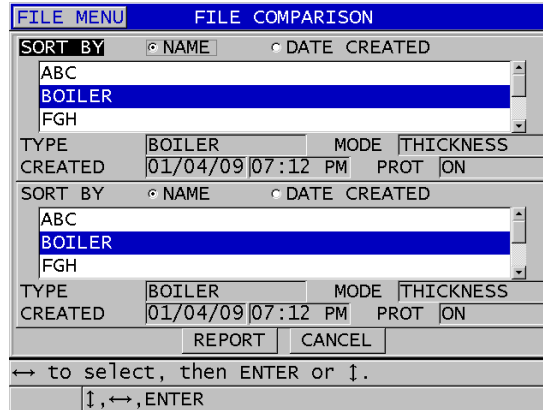 FILE MENU FILE COMPARISON
SORT BY NAME DATE CREATED
ABC
BOILER
FGH
TYPE BOILER MODE THICKNESS
CREATED 01/04/09 07:12 PM PROT ON
SORT BY NAME DATE CREATED
ABC
BOILER
FGH
TYPE BOILER MODE THICKNESS
CREATED 01/04/09 07:12 PM PROT ON
REPORT CANCEL
↔ to select, then ENTER or ↕.
↕,↔,ENTER